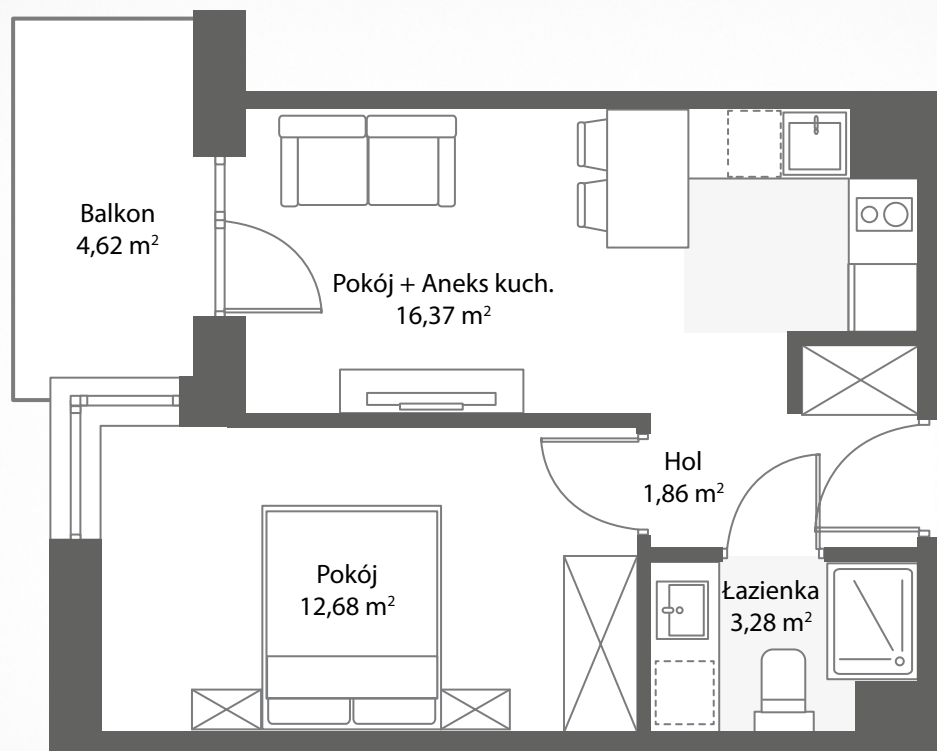 Balkon
4,62 m²
Pokój + Aneks kuch.
16,37 m²
Hol
1,86 m²
Pokój
12,68 m²
Łazienka
3,28 m²